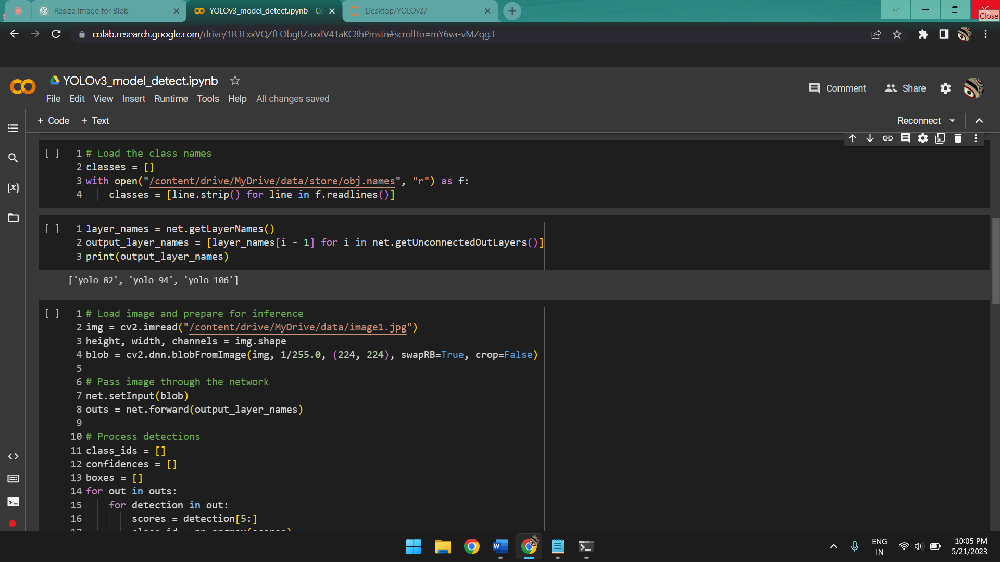 Resize Image for Blob
YOLOv3_model_detect.ipynb - Co
Desktop/YOLOv3/
Close
colab.research.google.com/drive/1R3ExxVQZfEObgBZaxxlV41aKC8hPmstn#scrollTo=mY6va-vMZqg3
YOLOv3_model_detect.ipynb
Comment
Share
File Edit View Insert Runtime Tools Help All changes saved
+ Code + Text
Reconnect
{x}
[ ]
1 # Load the class names
2 classes = []
3 with open("/content/drive/MyDrive/data/store/obj.names", "r") as f:
4     classes = [line.strip() for line in f.readlines()]
[ ]
1 layer_names = net.getLayerNames()
2 output_layer_names = [layer_names[i - 1] for i in net.getUnconnectedOutLayers()]
3 print(output_layer_names)
['yolo_82', 'yolo_94', 'yolo_106']
[ ]
1 # Load image and prepare for inference
2 img = cv2.imread("/content/drive/MyDrive/data/image1.jpg")
3 height, width, channels = img.shape
4 blob = cv2.dnn.blobFromImage(img, 1/255.0, (224, 224), swapRB=True, crop=False)
5
6 # Pass image through the network
7 net.setInput(blob)
8 outs = net.forward(output_layer_names)
9
10 # Process detections
11 class_ids = []
12 confidences = []
13 boxes = []
14 for out in outs:
15     for detection in out:
16         scores = detection[5:]
ENG
IN
10:05 PM
5/21/2023